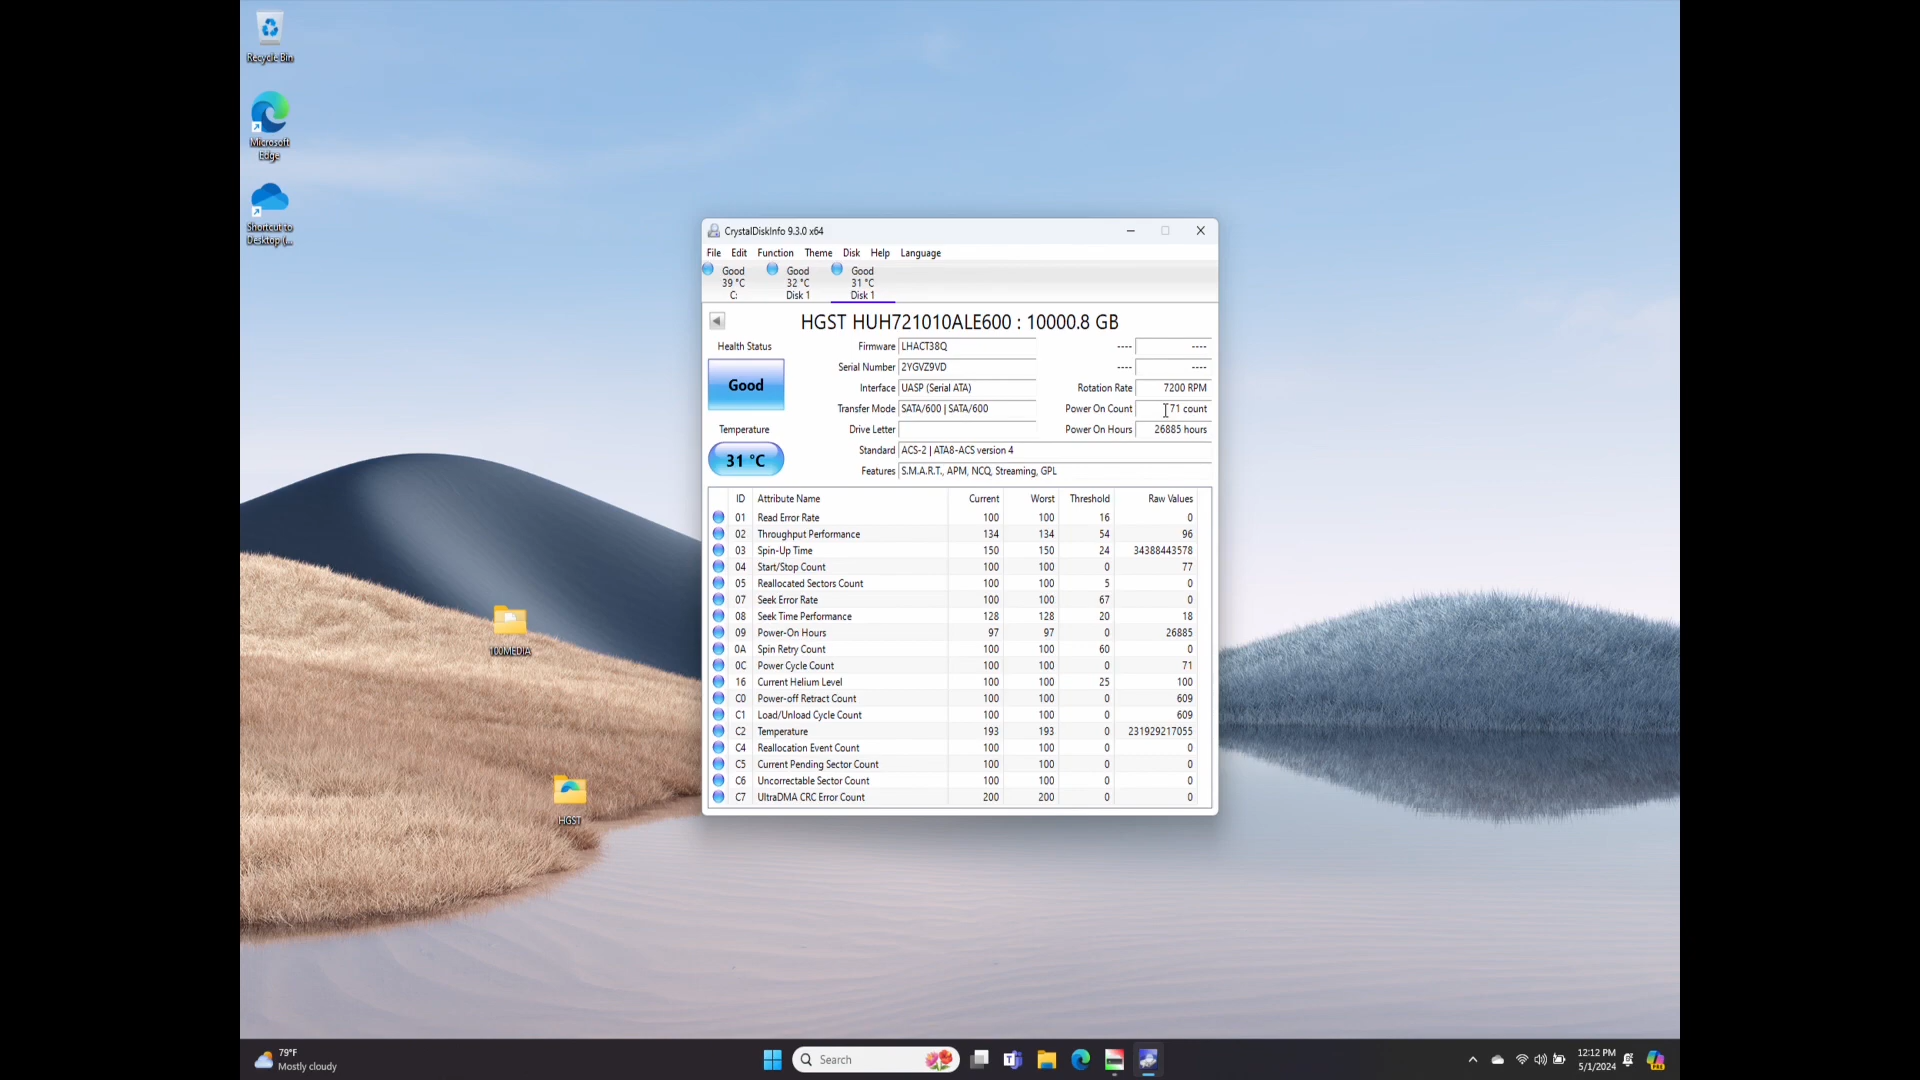 Recycle Bin
Microsoft
Edge
Shortcut to
Desktop (...
100MEDIA
HGST
CrystalDiskInfo 9.3.0 x64
File Edit Function Theme Disk Help Language
Good Good Good
39 °C 32 °C 31 °C
C: Disk 1 Disk 1
HGST HUH721010ALE600 : 10000.8 GB
Health Status
Good
Temperature
31 °C
Firmware LHACT38Q ---- ----
Serial Number 2YGVZ9VD ---- ----
Interface UASP (Serial ATA) Rotation Rate 7200 RPM
Transfer Mode SATA/600 | SATA/600 Power On Count 71 count
Drive Letter Power On Hours 26885 hours
Standard ACS-2 | ATA8-ACS version 4
Features S.M.A.R.T., APM, NCQ, Streaming, GPL
ID Attribute Name Current Worst Threshold Raw Values
01 Read Error Rate 100 100 16 0
02 Throughput Performance 134 134 54 96
03 Spin-Up Time 150 150 24 34388443578
04 Start/Stop Count 100 100 0 77
05 Reallocated Sectors Count 100 100 5 0
07 Seek Error Rate 100 100 67 0
08 Seek Time Performance 128 128 20 18
09 Power-On Hours 97 97 0 26885
0A Spin Retry Count 100 100 60 0
0C Power Cycle Count 100 100 0 71
16 Current Helium Level 100 100 25 100
C0 Power-off Retract Count 100 100 0 609
C1 Load/Unload Cycle Count 100 100 0 609
C2 Temperature 193 193 0 231929217055
C4 Reallocation Event Count 100 100 0 0
C5 Current Pending Sector Count 100 100 0 0
C6 Uncorrectable Sector Count 100 100 0 0
C7 UltraDMA CRC Error Count 200 200 0 0
79°F
Mostly cloudy
Search
12:12 PM
5/1/2024